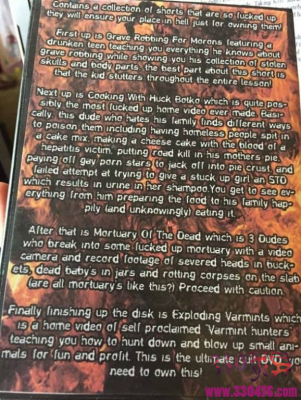 Contains a collection of shorts that are so fucked up
they will ensure your place in hell just for owning them!
First up is Grave Robbing For Morons featuring a
drunken teen teaching you everything he knows about
grave robbing while showing you his collection of stolen
skulls and body parts. the best part about this short is
that the kid stutters throughout the entire lesson!
Next up is Cooking With Huck Botko which is quite pos-
sibly the most fucked up home video ever made. Basi-
cally, this dude who hates his family finds different ways
to poison them including having homeless people spit in
a cake mix, making a cheese cake with the blood of a
hepatitis victim, putting road kill in his mothers pie,
paying off gay porn stars to jack off into pie crust, and
failed attempt at trying to give a stuck up girl an STD
which results in urine in her shampoo. You get to see ev-
erything from him preparing the food to his family hap-
pily (and unknowingly) eating it.
After that is Mortuary Of The Dead which is 3 Dudes
who break into some fucked up mortuary with a video
camera and record footage of severed heads in buck-
ets, dead baby's in jars and rotting corpses on the slab
(are all mortuary's like this?) Proceed with caution.
Finally finishing up the disk is Exploding Varmints which
is a home video of self proclaimed "Varmint hunters"
teaching you how to hunt down and blow up small ani-
mals for fun and profit. This is the ultimate cult DVD, yo
need to own this!
www.330456.com